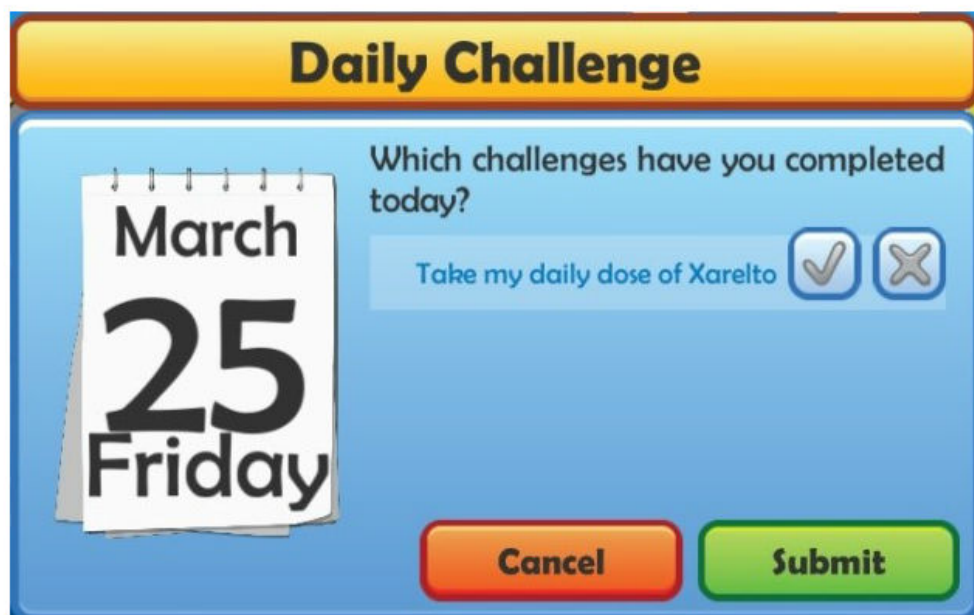 Daily Challenge
Which challenges have you completed
today?
March
25
Friday
Take my daily dose of Xarelto
Cancel
Submit